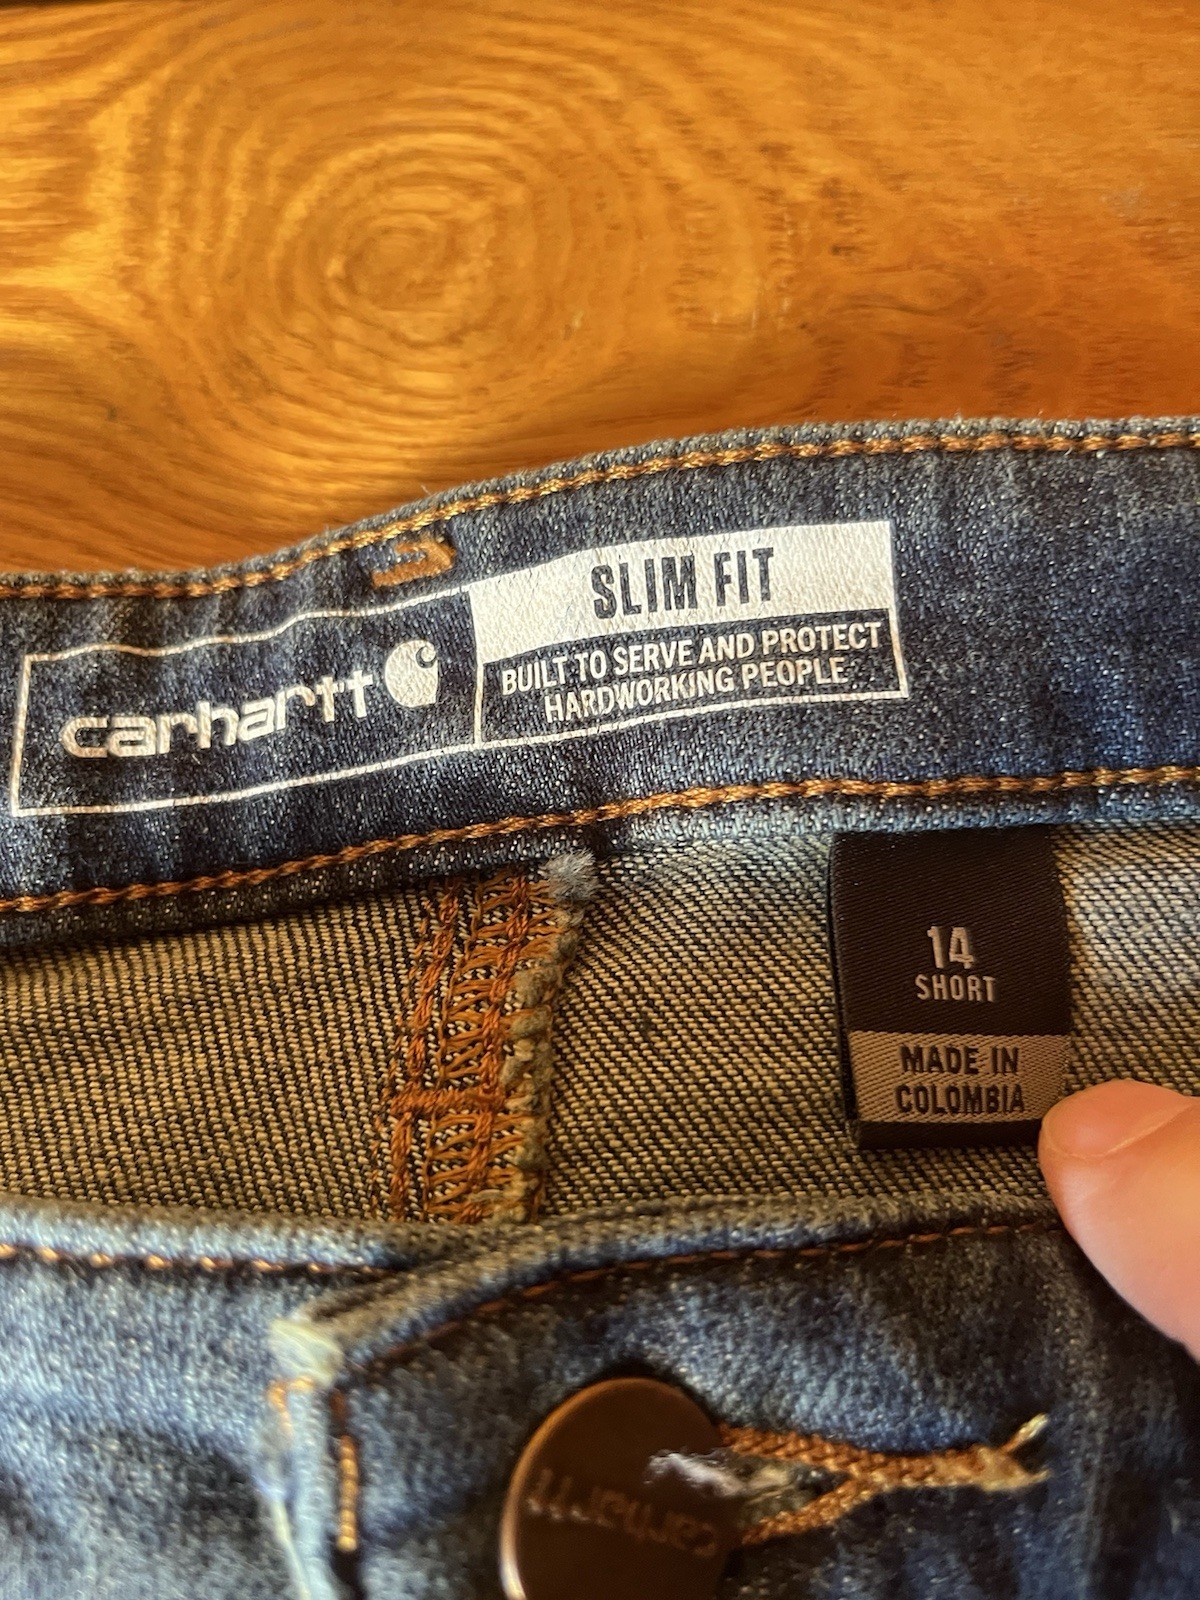 carhartt
SLIM FIT
BUILT TO SERVE AND PROTECT
HARDWORKING PEOPLE
14
SHORT
MADE IN
COLOMBIA
carhartt